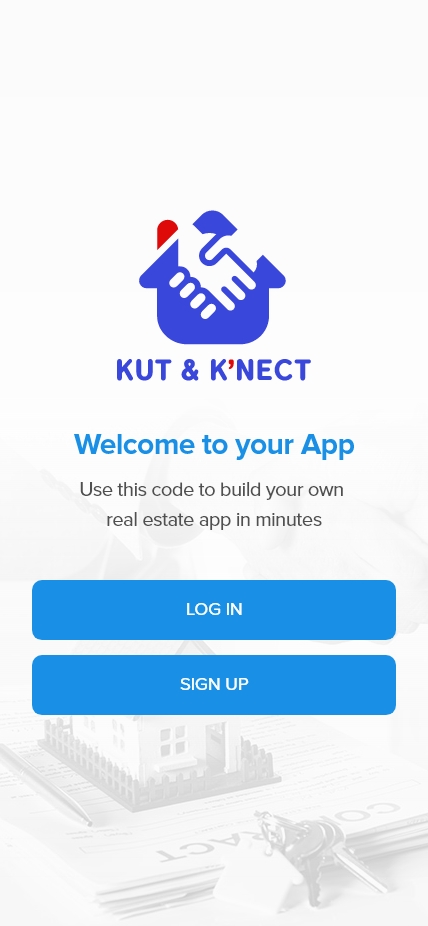 KUT & K’NECT
Welcome to your App
Use this code to build your own
real estate app in minutes
LOG IN
SIGN UP
CONTRACT